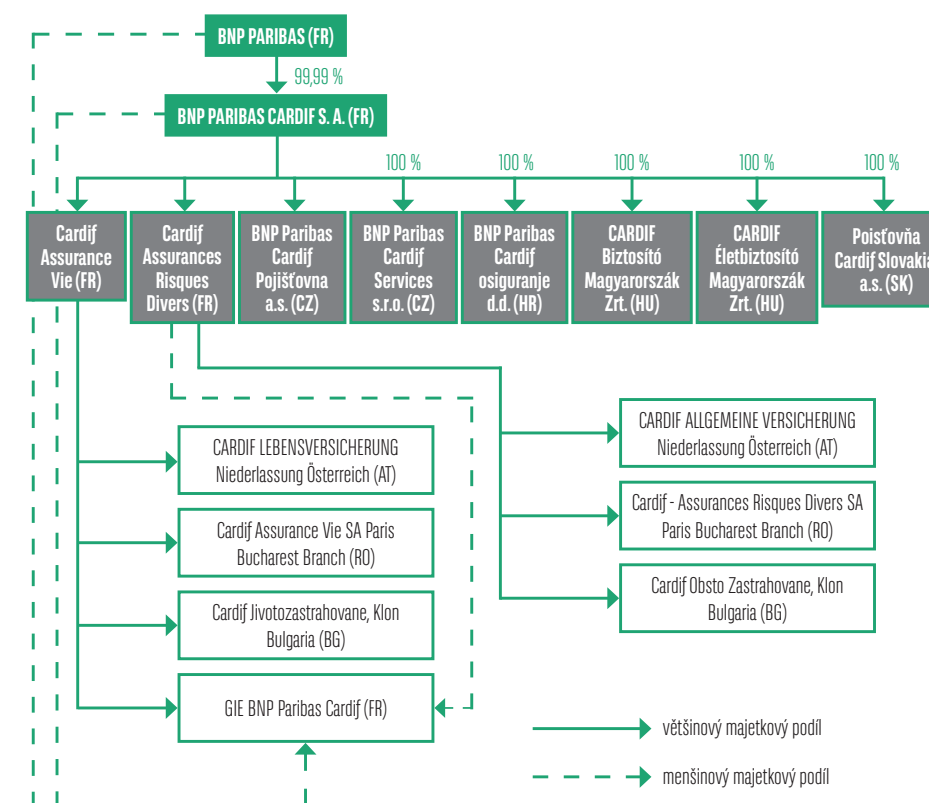 BNP PARIBAS (FR)
99,99 %
BNP PARIBAS CARDIF S. A. (FR)
100 %
100 %
100 %
100 %
100 %
Cardif
Assurance
Vie (FR)
Cardif
Assurances
Risques
Divers (FR)
BNP Paribas
Cardif
Pojišťovna
a.s. (CZ)
BNP Paribas
Cardif
Services
s.r.o. (CZ)
BNP Paribas
Cardif
osiguranje
d.d. (HR)
CARDIF
Biztosító
Magyarorszák
Zrt. (HU)
CARDIF
Életbiztosító
Magyarorszák
Zrt. (HU)
Poisťovňa
Cardif Slovakia
a.s. (SK)
CARDIF LEBENSVERSICHERUNG
Niederlassung Österreich (AT)
Cardif Assurance Vie SA Paris
Bucharest Branch (RO)
Cardif Jivotozastrahovane, Klon
Bulgaria (BG)
GIE BNP Paribas Cardif (FR)
CARDIF ALLGEMEINE VERSICHERUNG
Niederlassung Österreich (AT)
Cardif - Assurances Risques Divers SA
Paris Bucharest Branch (RO)
Cardif Obsto Zastrahovane, Klon
Bulgaria (BG)
většinový majetkový podíl
menšinový majetkový podíl